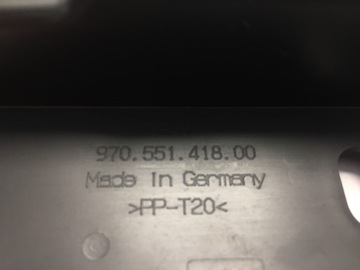 970.551.418.00
Made in Germany
>PP-T20<